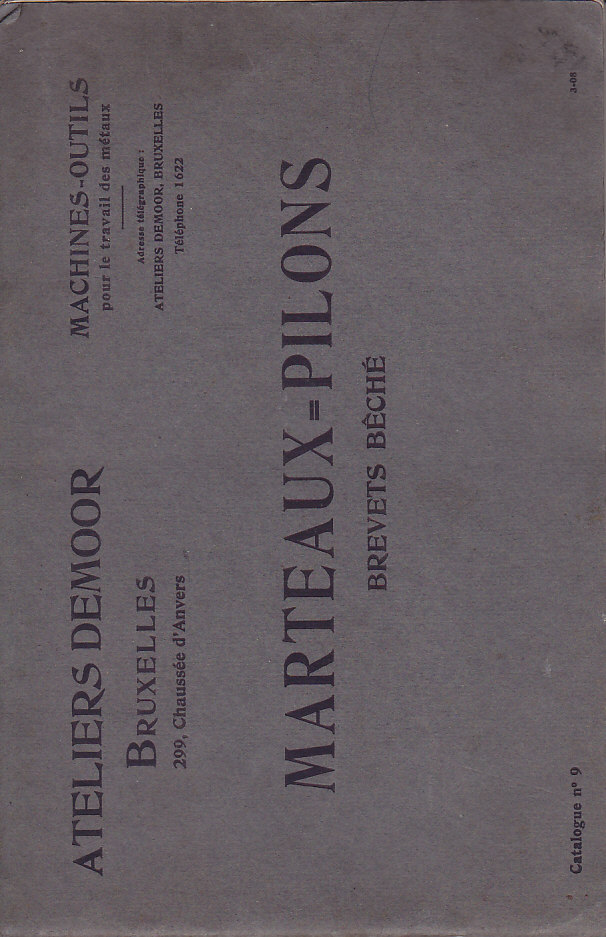 ATELIERS DEMOOR
BRUXELLES
299, Chaussée d'Anvers
MACHINES-OUTILS
pour le travail des métaux
Adresse télégraphique :
ATELIERS DEMOOR, BRUXELLES
Téléphone 1622
MARTEAUX=PILONS
BREVETS BÊCHÉ
Catalogue n° 9
3-08